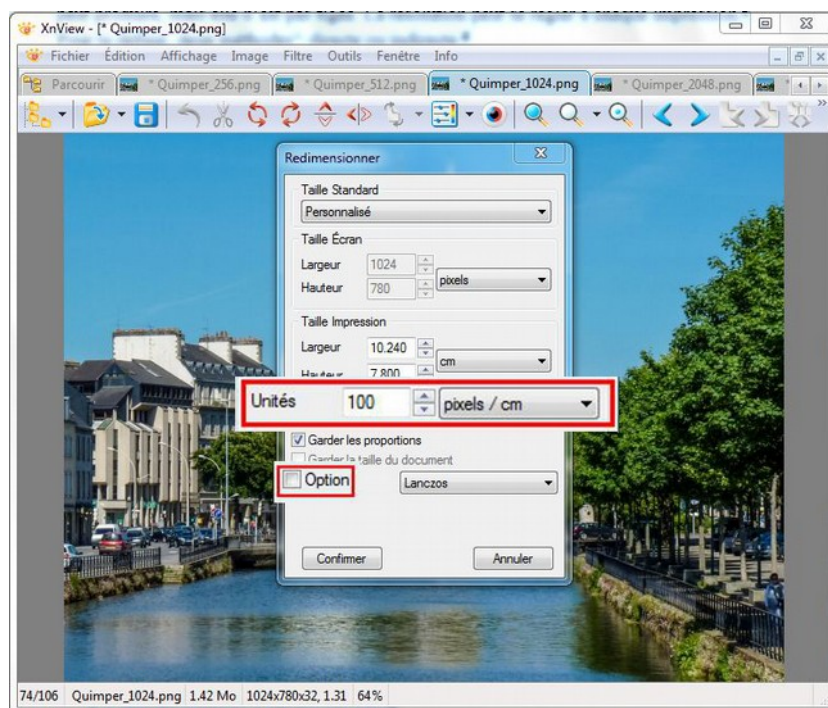 XnView - [* Quimper_1024.png]
Fichier Édition Affichage Image Filtre Outils Fenêtre Info
Parcourir * Quimper_256.png * Quimper_512.png * Quimper_1024.png * Quimper_2048.png *
Redimensionner
Taille Standard
Personnalisé
Taille Écran
Largeur 1024
pixels
Hauteur 780
Taille Impression
Largeur 10.240
cm
Hauteur 7.800
Unités 100 pixels / cm
Garder les proportions
Garder la taille du document
Option Lanczos
Confirmer Annuler
74/106 Quimper_1024.png 1.42 Mo 1024x780x32, 1.31 64%